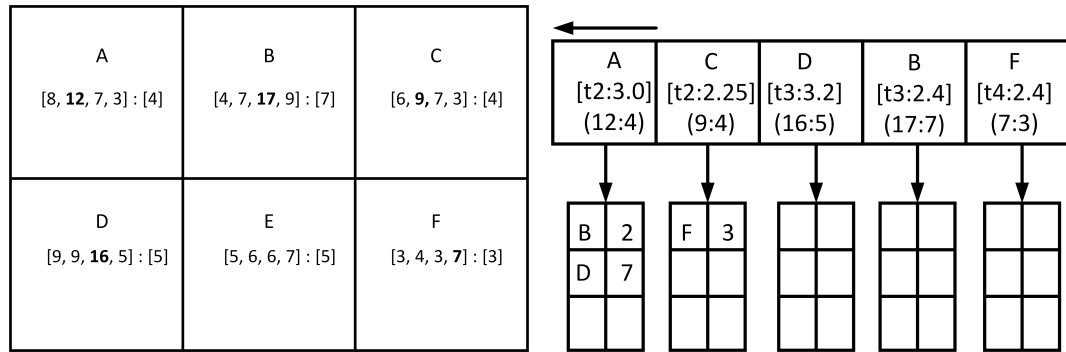 A
[8, 12, 7, 3] : [4]
B
[4, 7, 17, 9] : [7]
C
[6, 9, 7, 3] : [4]
D
[9, 9, 16, 5] : [5]
E
[5, 6, 6, 7] : [5]
F
[3, 4, 3, 7] : [3]
A
[t2:3.0]
(12:4)
C
[t2:2.25]
(9:4)
D
[t3:3.2]
(16:5)
B
[t3:2.4]
(17:7)
F
[t4:2.4]
(7:3)
B 2
D 7
F 3